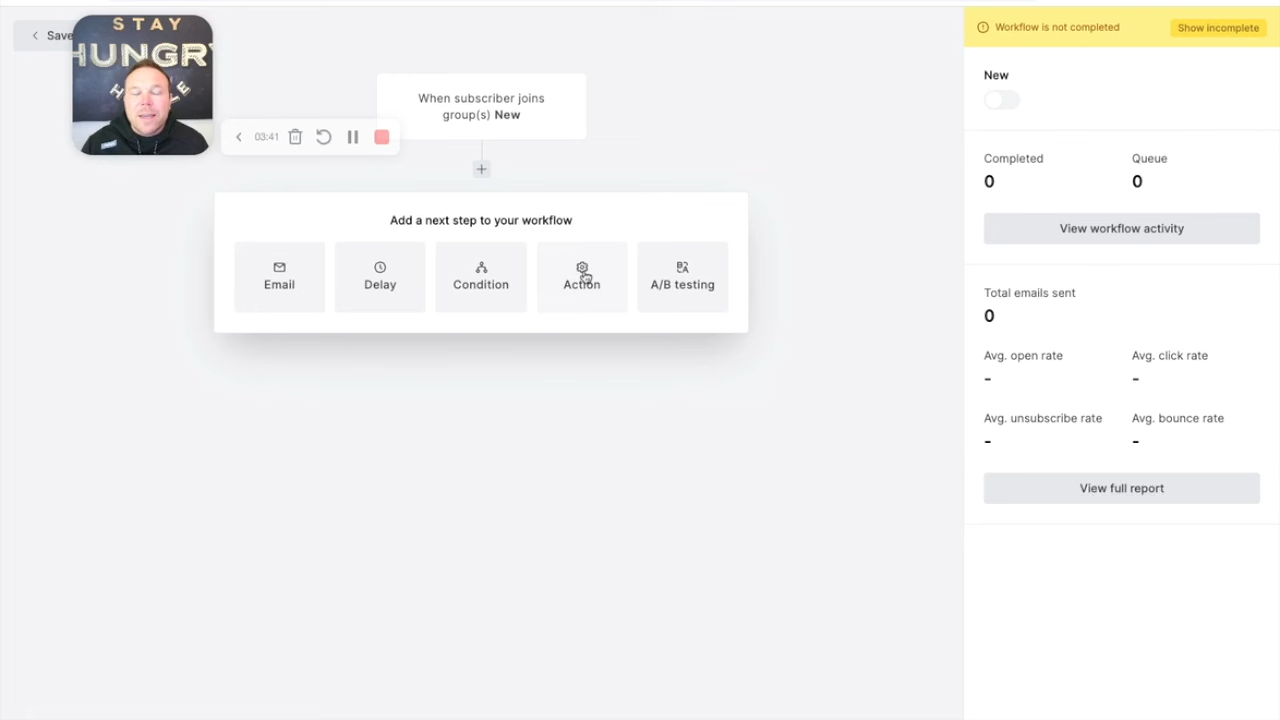 Save
STAY
HUNGRY
When subscriber joins
group(s) New
03:41
Add a next step to your workflow
Email
Delay
Condition
Action
A/B testing
Workflow is not completed
Show incomplete
New
Completed
Queue
0
0
View workflow activity
Total emails sent
0
Avg. open rate
Avg. click rate
-
-
Avg. unsubscribe rate
Avg. bounce rate
-
-
View full report